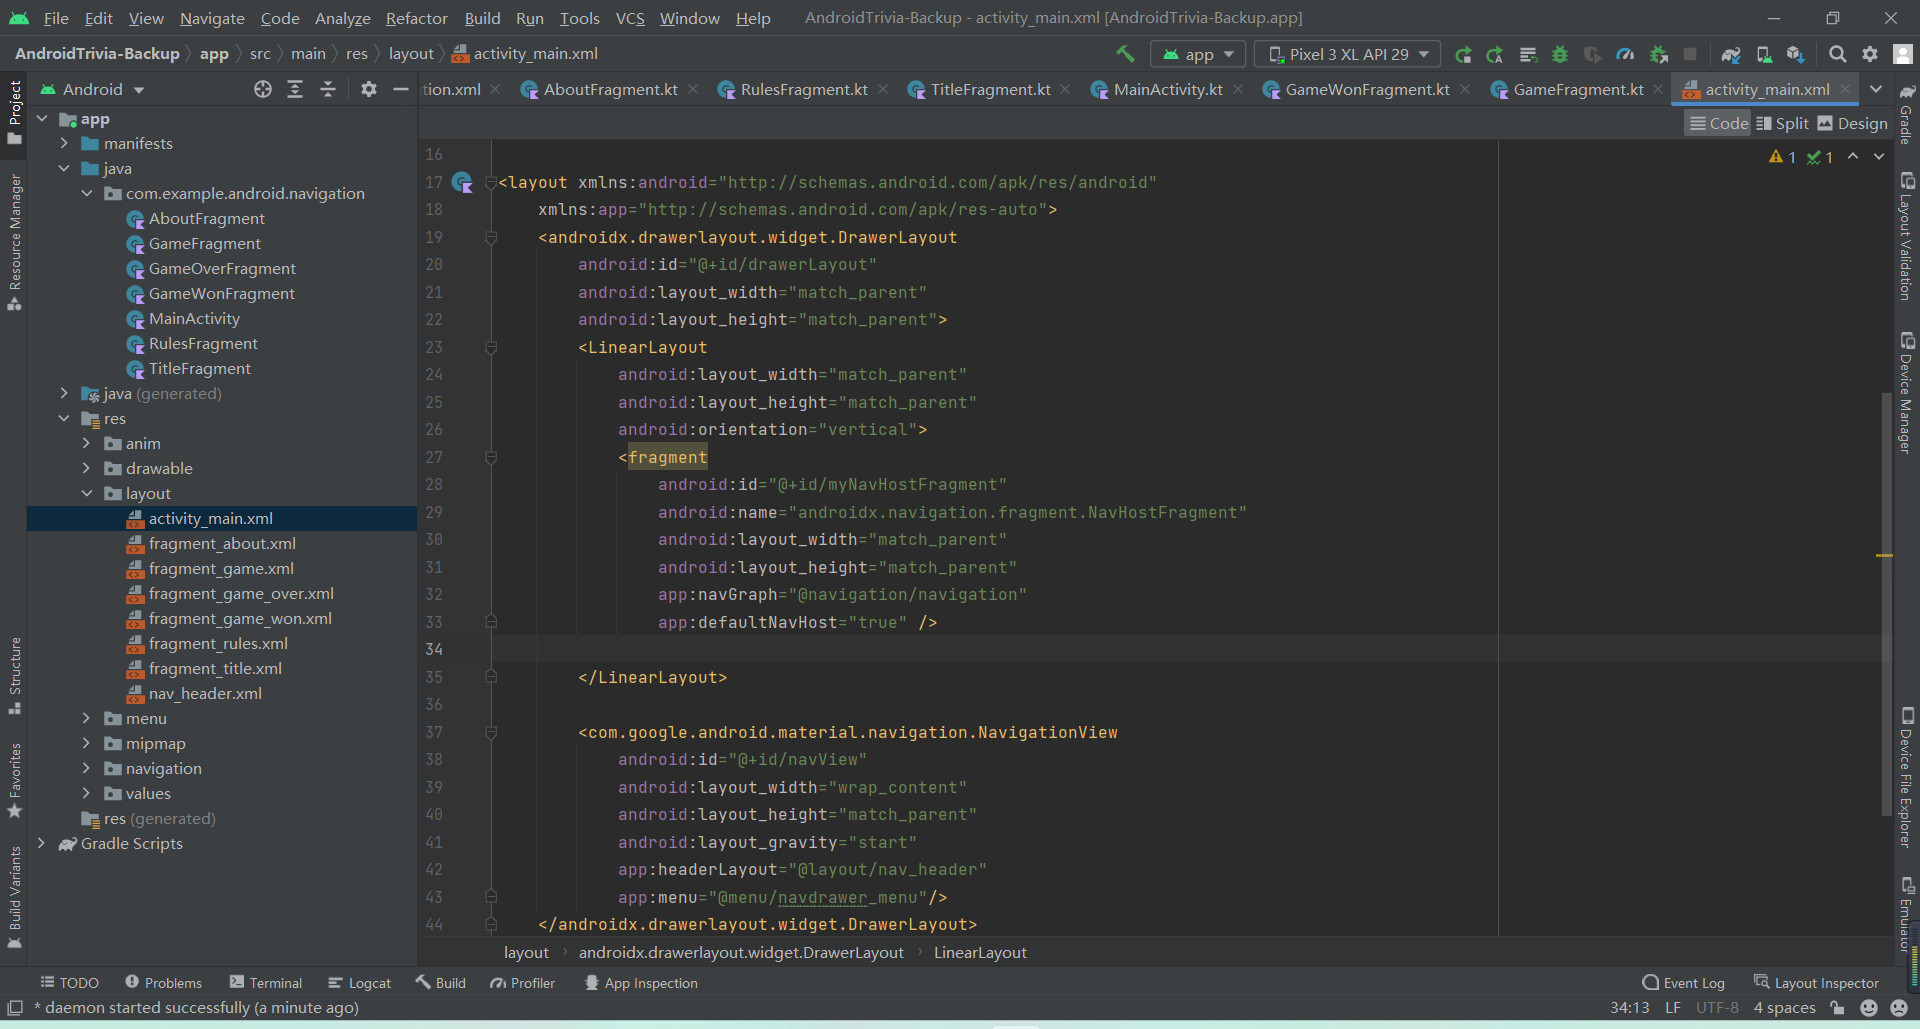 File Edit View Navigate Code Analyze Refactor Build Run Tools VCS Window Help AndroidTrivia-Backup - activity_main.xml [AndroidTrivia-Backup.app]
AndroidTrivia-Backup app src main res layout activity_main.xml app Pixel 3 XL API 29
Android tion.xml AboutFragment.kt RulesFragment.kt TitleFragment.kt MainActivity.kt GameWonFragment.kt GameFragment.kt activity_main.xml
Code Split Design
1 1
Project
Resource Manager
Structure
Favorites
Build Variants
app
manifests
java
com.example.android.navigation
AboutFragment
GameFragment
GameOverFragment
GameWonFragment
MainActivity
RulesFragment
TitleFragment
java (generated)
res
anim
drawable
layout
activity_main.xml
fragment_about.xml
fragment_game.xml
fragment_game_over.xml
fragment_game_won.xml
fragment_rules.xml
fragment_title.xml
nav_header.xml
menu
mipmap
navigation
values
res (generated)
Gradle Scripts
16
17 <layout xmlns:android="http://schemas.android.com/apk/res/android"
18 xmlns:app="http://schemas.android.com/apk/res-auto">
19 <androidx.drawerlayout.widget.DrawerLayout
20 android:id="@+id/drawerLayout"
21 android:layout_width="match_parent"
22 android:layout_height="match_parent">
23 <LinearLayout
24 android:layout_width="match_parent"
25 android:layout_height="match_parent"
26 android:orientation="vertical">
27 <fragment
28 android:id="@+id/myNavHostFragment"
29 android:name="androidx.navigation.fragment.NavHostFragment"
30 android:layout_width="match_parent"
31 android:layout_height="match_parent"
32 app:navGraph="@navigation/navigation"
33 app:defaultNavHost="true" />
34
35 </LinearLayout>
36
37 <com.google.android.material.navigation.NavigationView
38 android:id="@+id/navView"
39 android:layout_width="wrap_content"
40 android:layout_height="match_parent"
41 android:layout_gravity="start"
42 app:headerLayout="@layout/nav_header"
43 app:menu="@menu/navdrawer_menu"/>
44 </androidx.drawerlayout.widget.DrawerLayout>
layout androidx.drawerlayout.widget.DrawerLayout LinearLayout
Gradle
Layout Validation
Device Manager
Device File Explorer
Emulator
TODO Problems Terminal Logcat Build Profiler App Inspection Event Log Layout Inspector
* daemon started successfully (a minute ago) 34:13 LF UTF-8 4 spaces